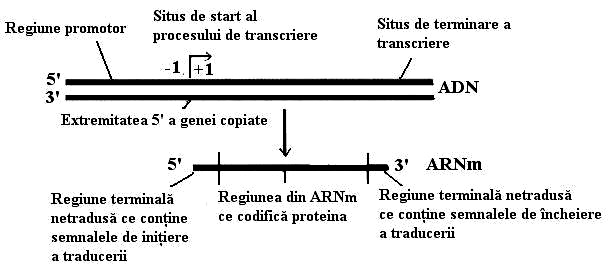 Regiune promotor
Situs de start al
procesului de transcriere
Situs de terminare a
transcriere
-1 +1
5'
3'
ADN
Extremitatea 5' a genei copiate
5'
3'
ARNm
Regiune terminală
netradusă ce conține
semnalele de inițiere
a traducerii
Regiunea din ARNm
ce codifică proteina
Regiune terminală netradusă
ce conține semnalele de încheiere
a traducerii